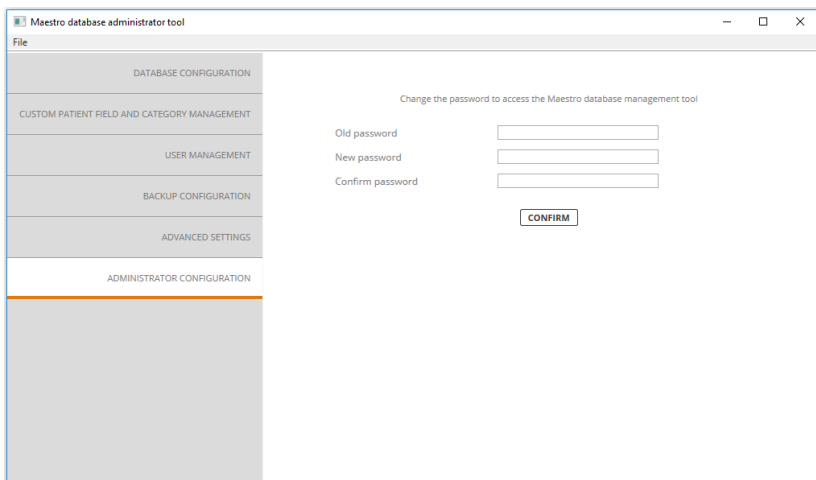 Maestro database administrator tool
File
DATABASE CONFIGURATION
CUSTOM PATIENT FIELD AND CATEGORY MANAGEMENT
USER MANAGEMENT
BACKUP CONFIGURATION
ADVANCED SETTINGS
ADMINISTRATOR CONFIGURATION
Change the password to access the Maestro database management tool
Old password
New password
Confirm password
CONFIRM